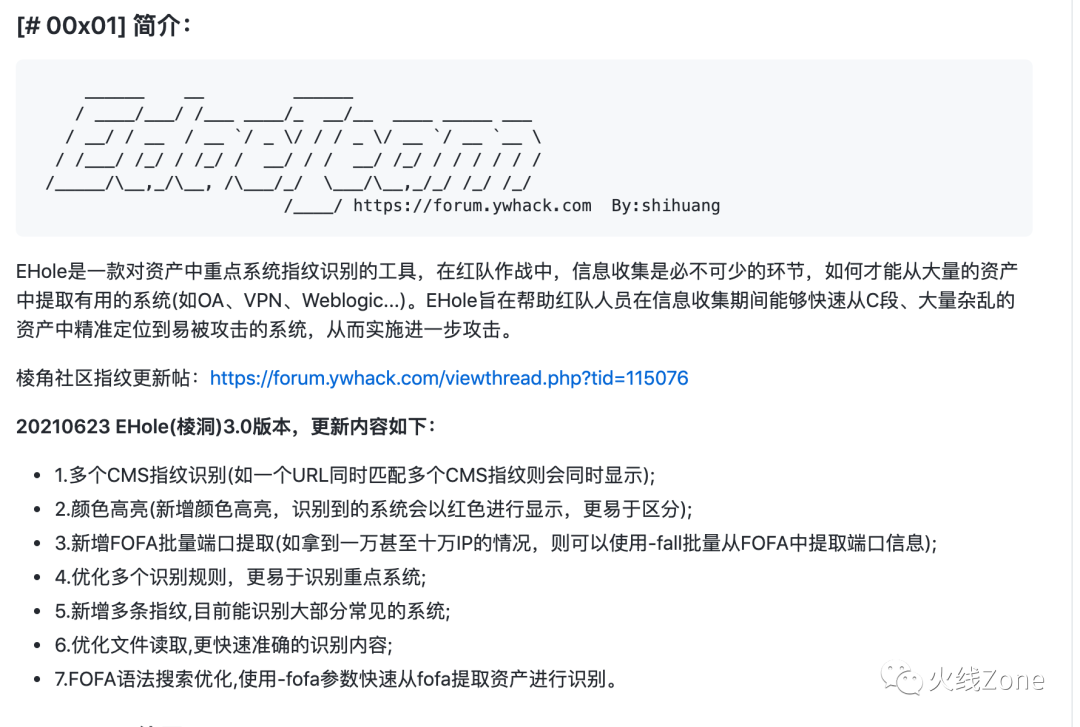 [# 00x01] 简介：
    ______    __         ______
   / ____/___/ /___ ____/_  __/__  ____ _____ ___
  / __/ / __  / __ `/ _ \/ / / _ \/ __ `/ __ `__ \
 / /___/ /_/ / /_/ /  __/ / /  __/ /_/ / / / / / /
/_____/\__,_/\__, /\___/_/  \___/\__,_/_/ /_/ /_/
                        /____/ https://forum.ywhack.com  By:shihuang
EHole是一款对资产中重点系统指纹识别的工具，在红队作战中，信息收集是必不可少的环节，如何才能从大量的资产
中提取有用的系统(如OA、VPN、Weblogic...)。EHole旨在帮助红队人员在信息收集期间能够快速从C段、大量杂乱的
资产中精准定位到易被攻击的系统，从而实施进一步攻击。
棱角社区指纹更新帖：https://forum.ywhack.com/viewthread.php?tid=115076
20210623 EHole(棱洞)3.0版本，更新内容如下：
• 1.多个CMS指纹识别(如一个URL同时匹配多个CMS指纹则会同时显示);
• 2.颜色高亮(新增颜色高亮，识别到的系统会以红色进行显示，更易于区分);
• 3.新增FOFA批量端口提取(如拿到一万甚至十万IP的情况，则可以使用-fall批量从FOFA中提取端口信息);
• 4.优化多个识别规则，更易于识别重点系统;
• 5.新增多条指纹,目前能识别大部分常见的系统;
• 6.优化文件读取,更快速准确的识别内容;
• 7.FOFA语法搜索优化,使用-fofa参数快速从fofa提取资产进行识别。
火线Zone